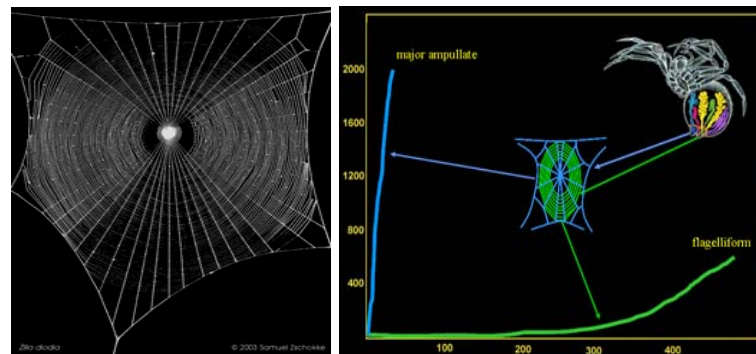 Zilla diodia
© 2003 Samuel Zschokke
major ampullate
2000
1600
1200
800
400
flagelliform
100
200
300
400